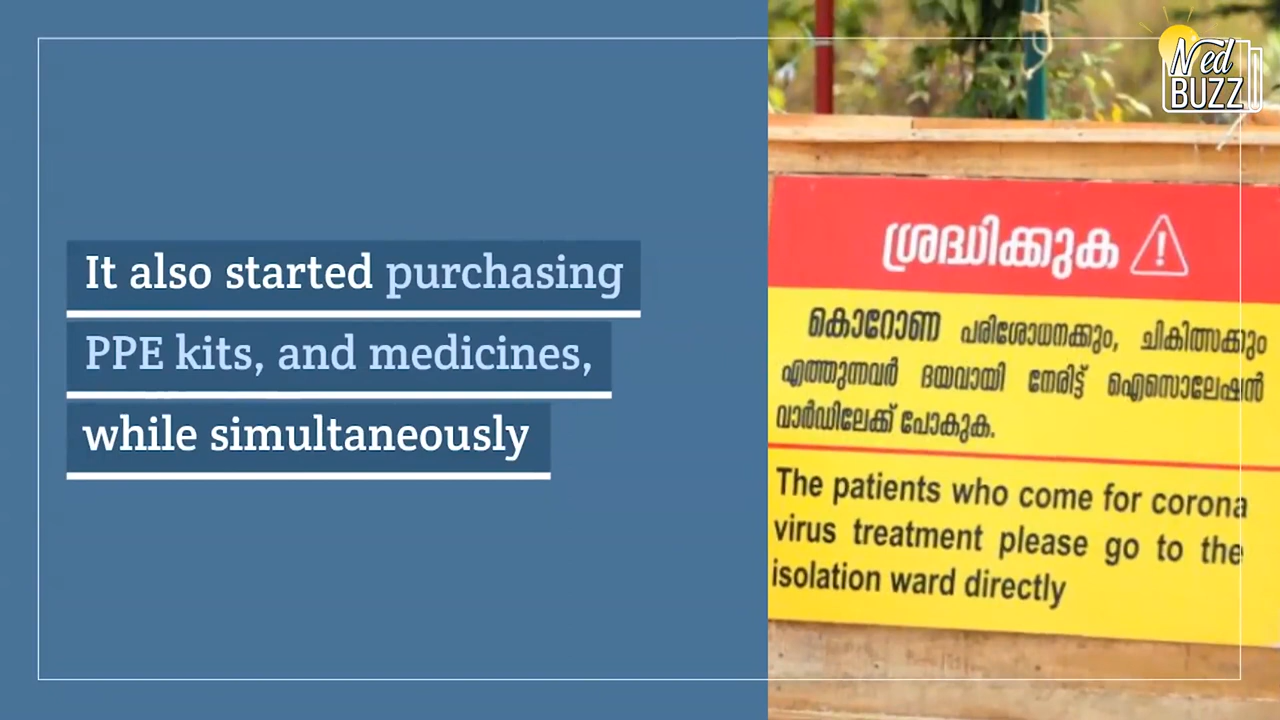 It also started purchasing
PPE kits, and medicines,
while simultaneously
Ned
BUZZ
ശ്രദ്ധിക്കുക
കൊറോണ പരിശോധനക്കും, ചികിത്സക്കും
എത്തുന്നവർ ദയവായി നേരിട്ട് ഐസൊലേഷൻ
വാർഡിലേക്ക് പോകുക.
The patients who come for corona
virus treatment please go to the
isolation ward directly